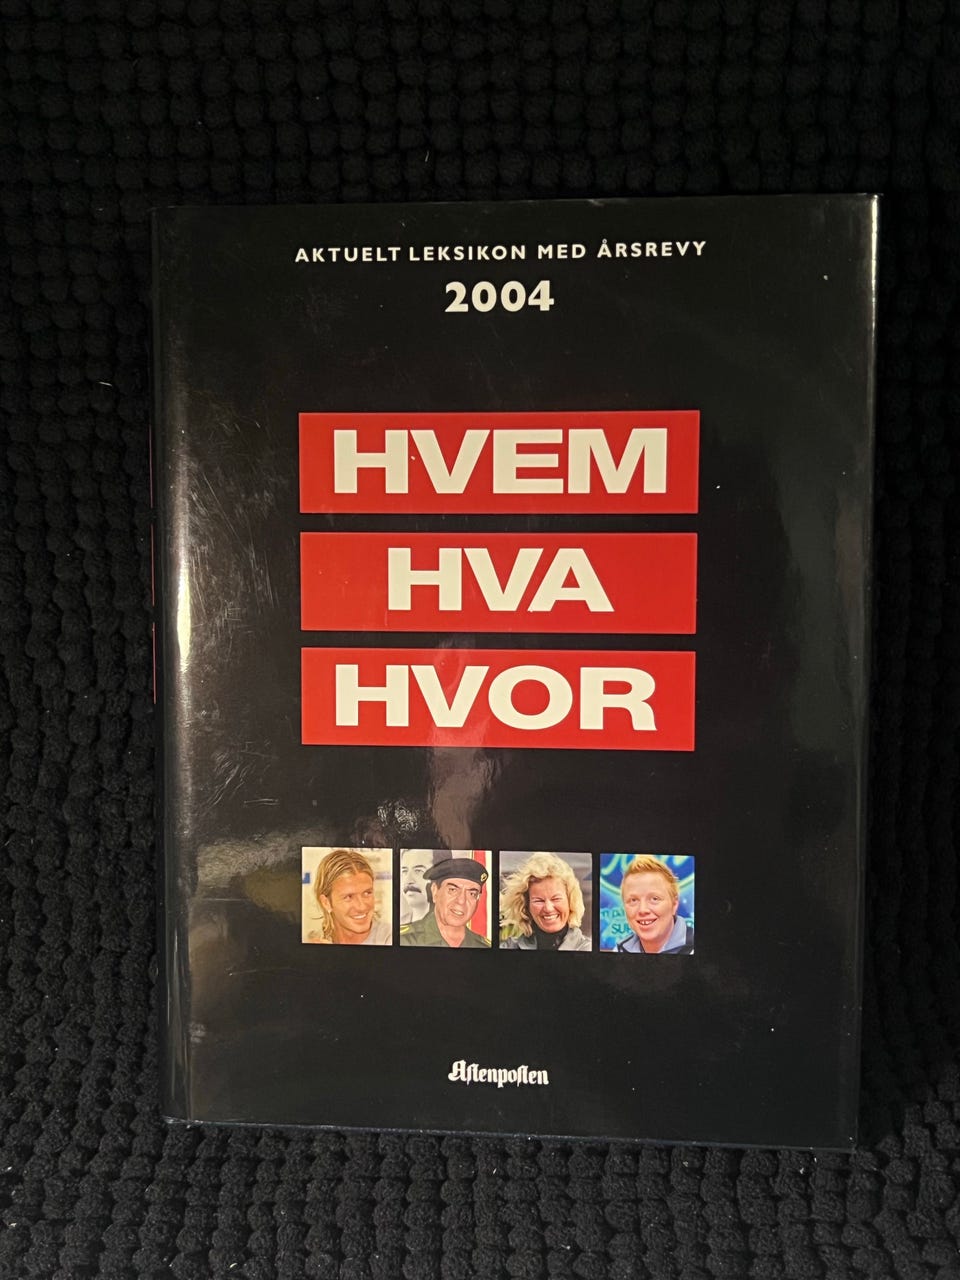 AKTUELT LEKSIKON MED ÅRSREVY
2004
HVEM
HVA
HVOR
Aftenposten